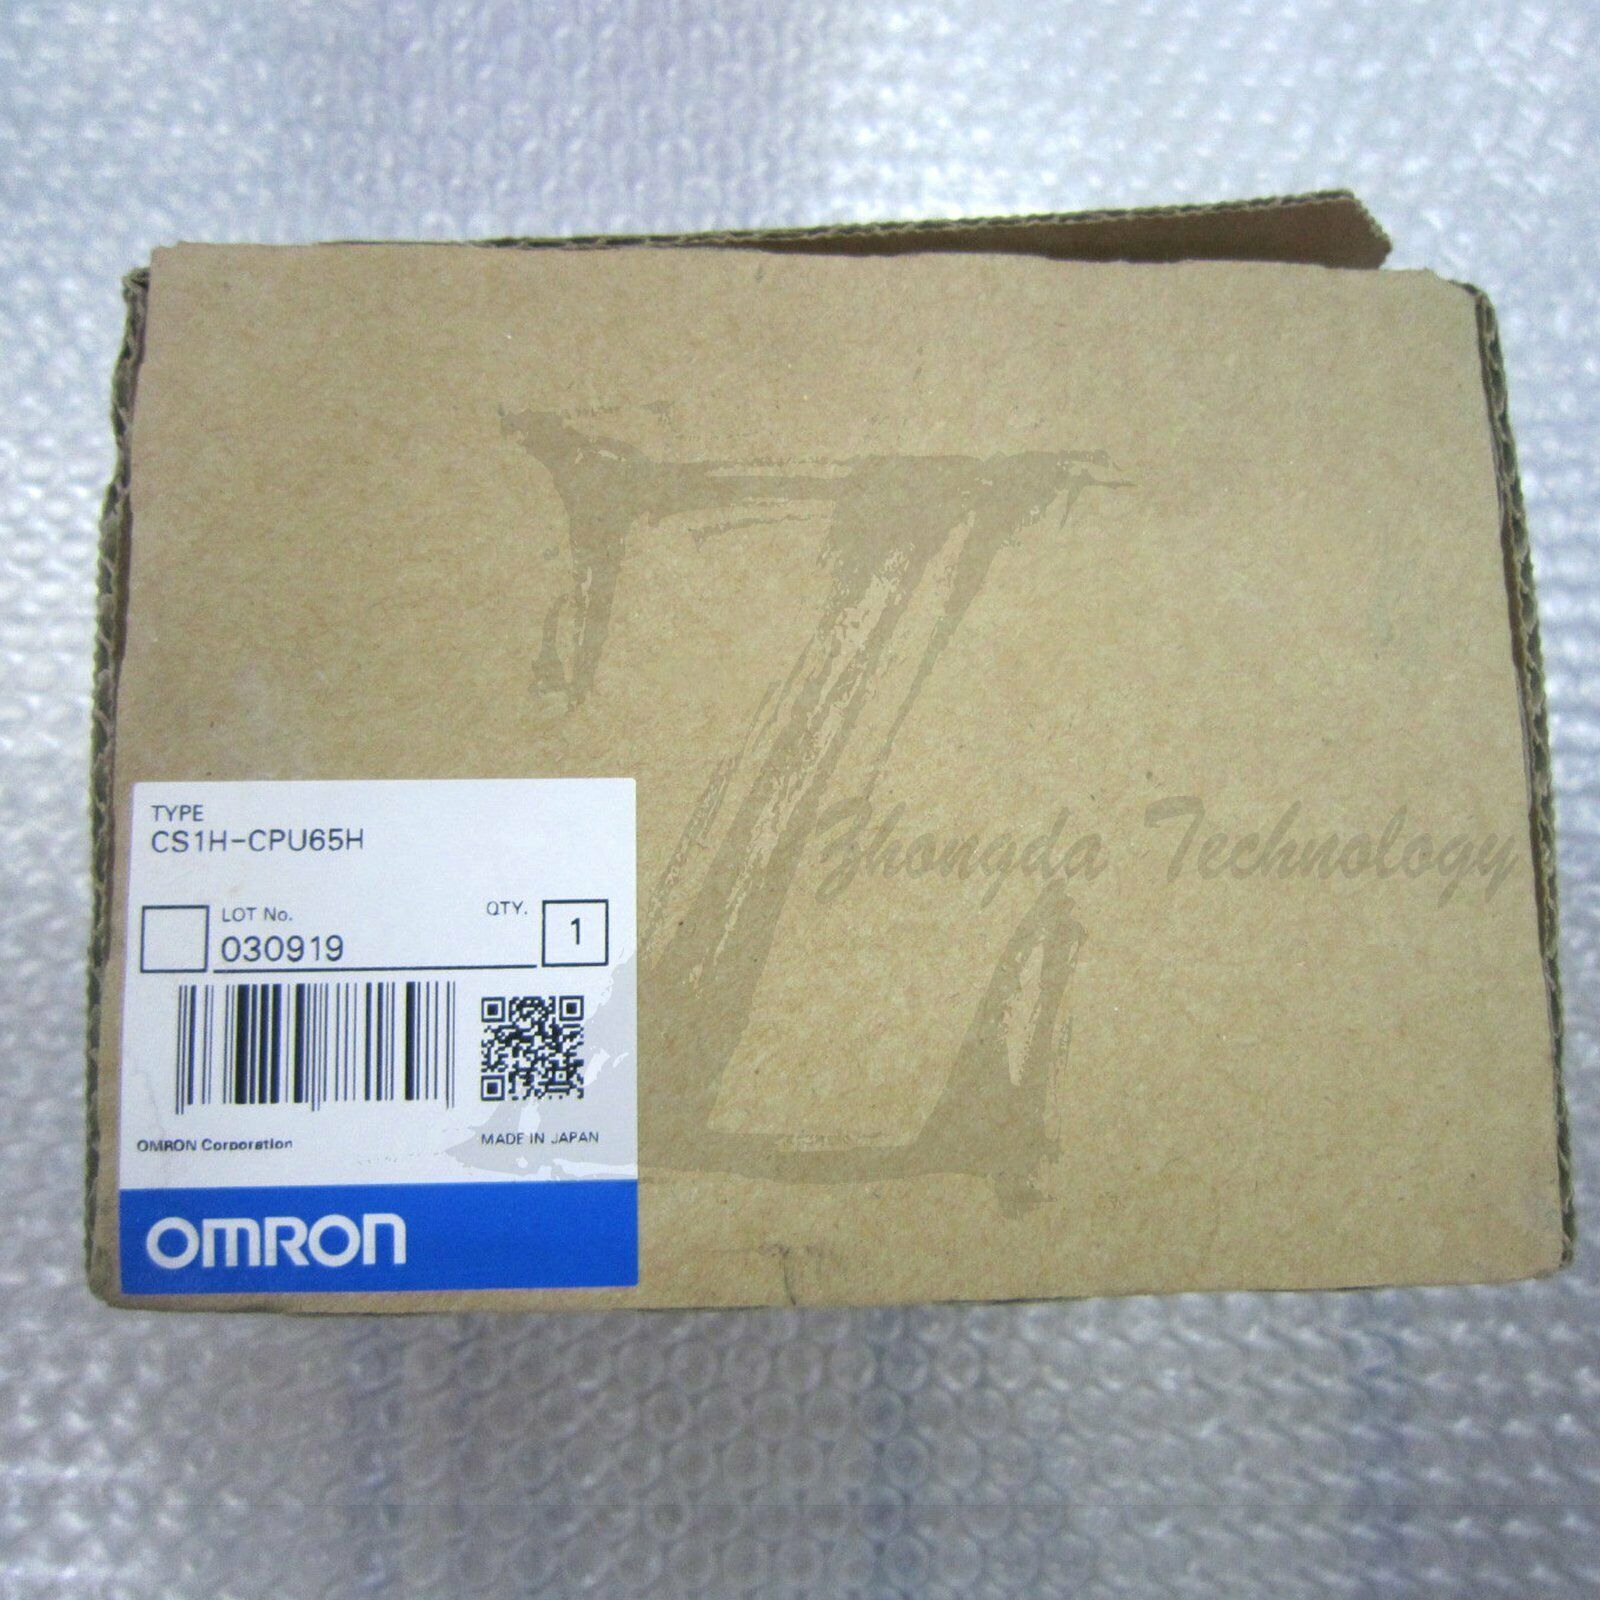 TYPE
CS1H-CPU65H
LOT No. QTY.
030919 1
OMRON Corporation MADE IN JAPAN
OMRON
Zhongda Technology